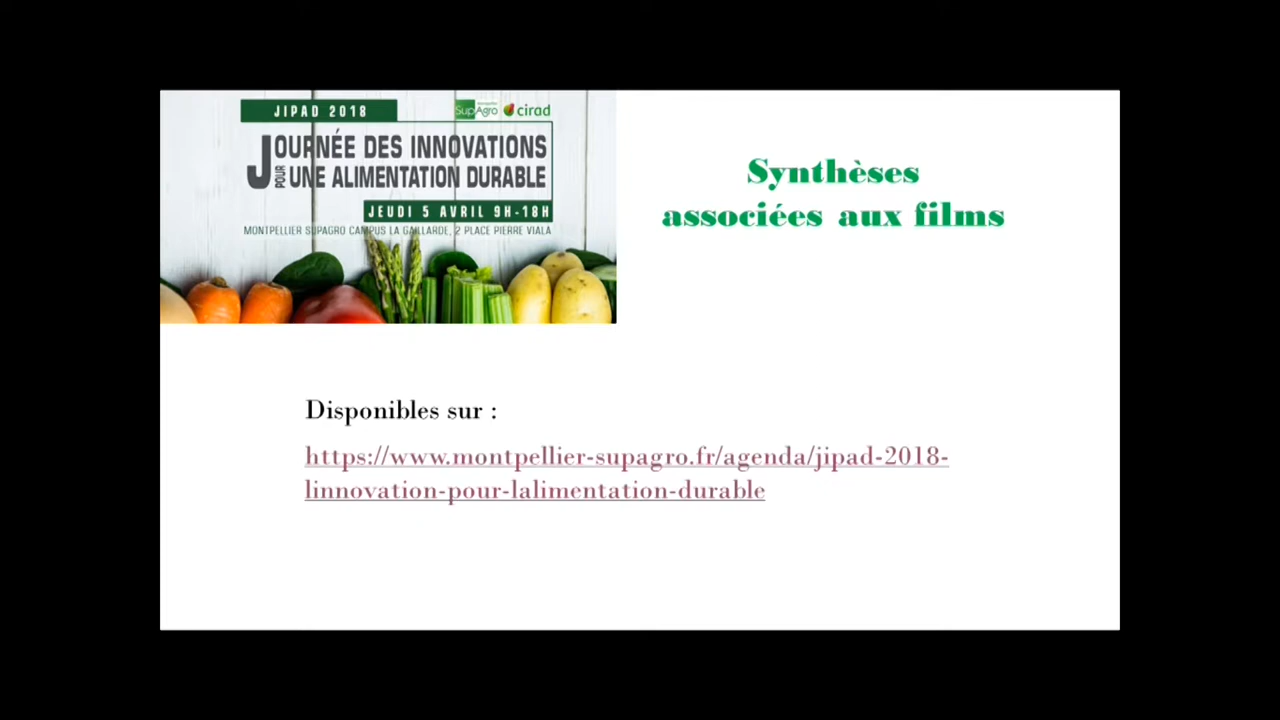 JIPAD 2018
SupAgro cirad
JOURNÉE DES INNOVATIONS
POUR UNE ALIMENTATION DURABLE
JEUDI 5 AVRIL 9H-18H
MONTPELLIER SUPAGRO CAMPUS LA GAILLARDE, 2 PLACE PIERRE VIALA
Synthèses
associées aux films
Disponibles sur :
https://www.montpellier-supagro.fr/agenda/jipad-2018-
linnovation-pour-lalimentation-durable